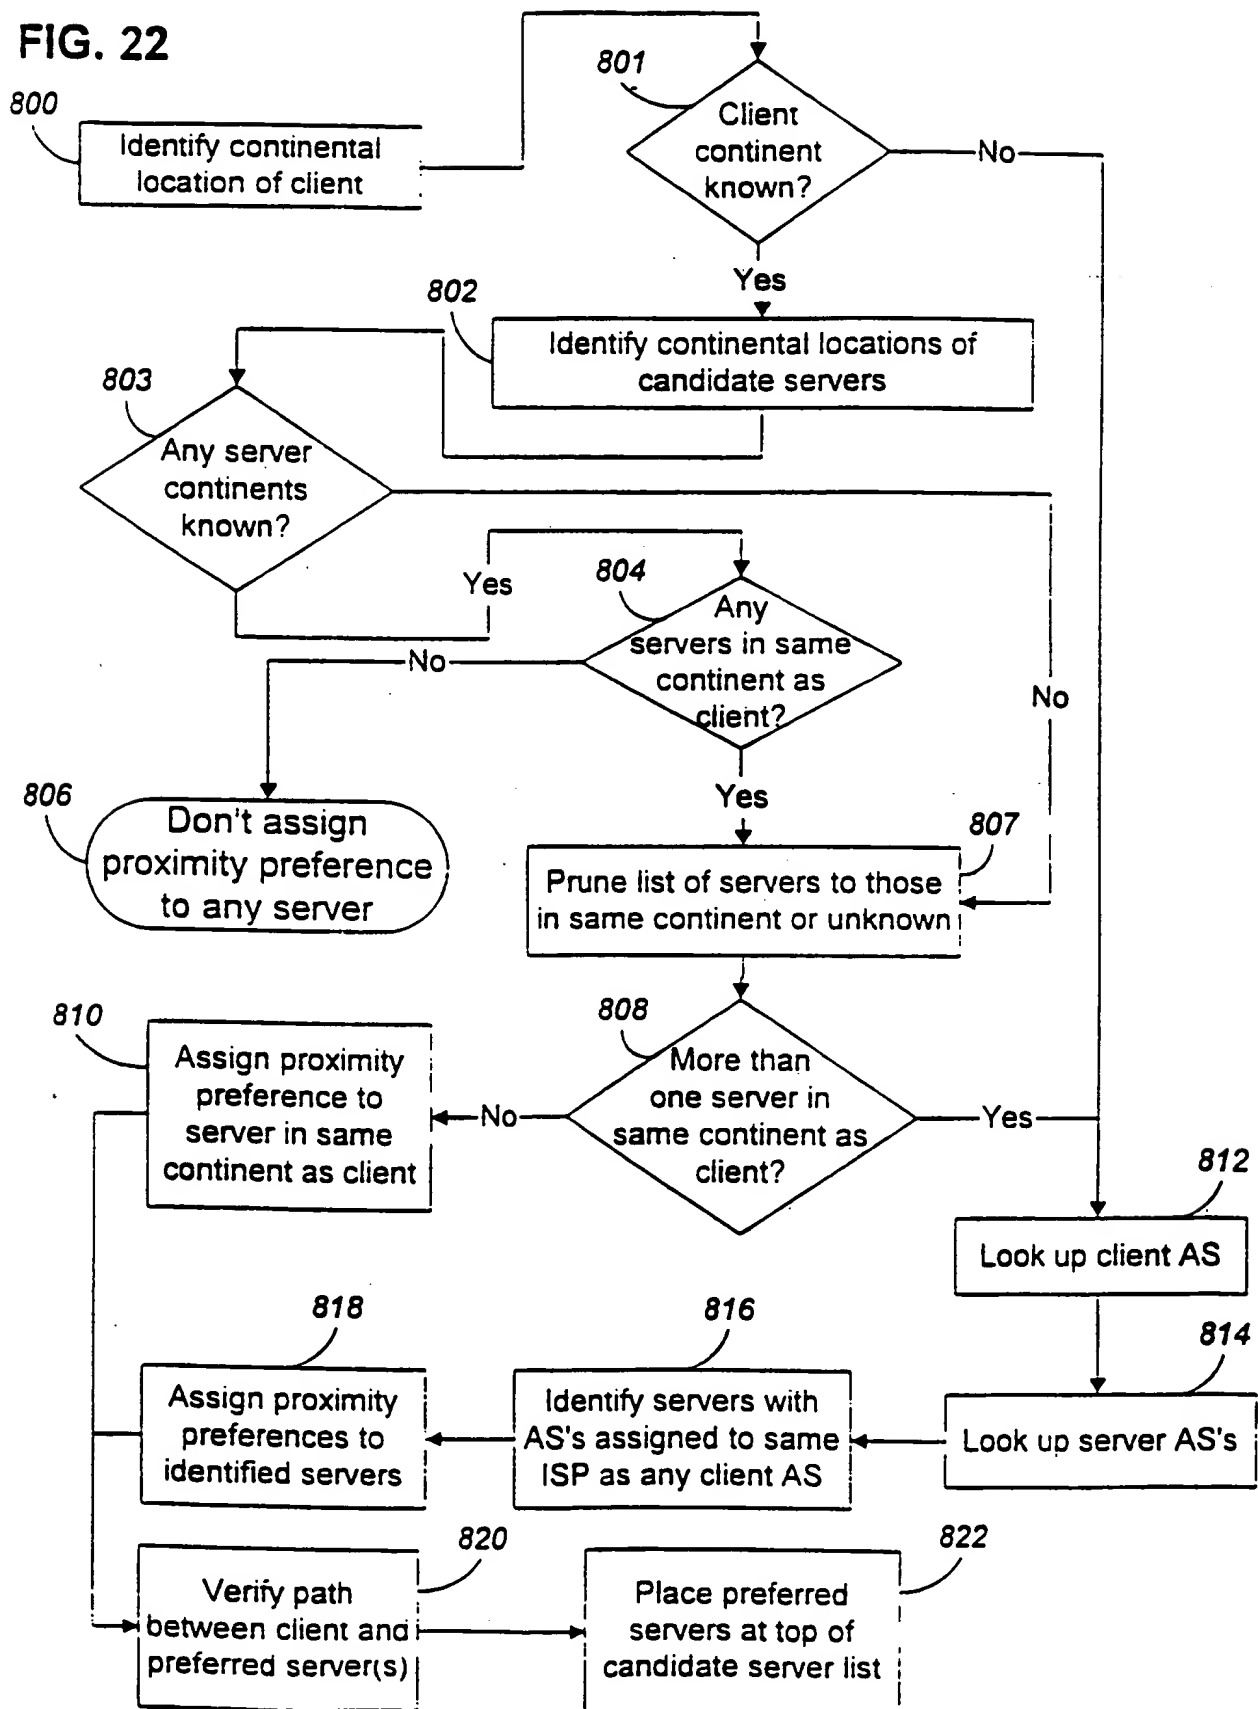 FIG. 22
800
Identify continental
location of client
801
Client
continent
known?
No
Yes
802
Identify continental locations of
candidate servers
803
Any server
continents
known?
Yes
804
Any
servers in same
continent as
client?
No
No
Yes
806
Don't assign
proximity preference
to any server
807
Prune list of servers to those
in same continent or unknown
808
More than
one server in
same continent as
client?
No
Yes
810
Assign proximity
preference to
server in same
continent as client
812
Look up client AS
814
Look up server AS's
816
Identify servers with
AS's assigned to same
ISP as any client AS
818
Assign proximity
preferences to
identified servers
820
Verify path
between client and
preferred server(s)
822
Place preferred
servers at top of
candidate server list